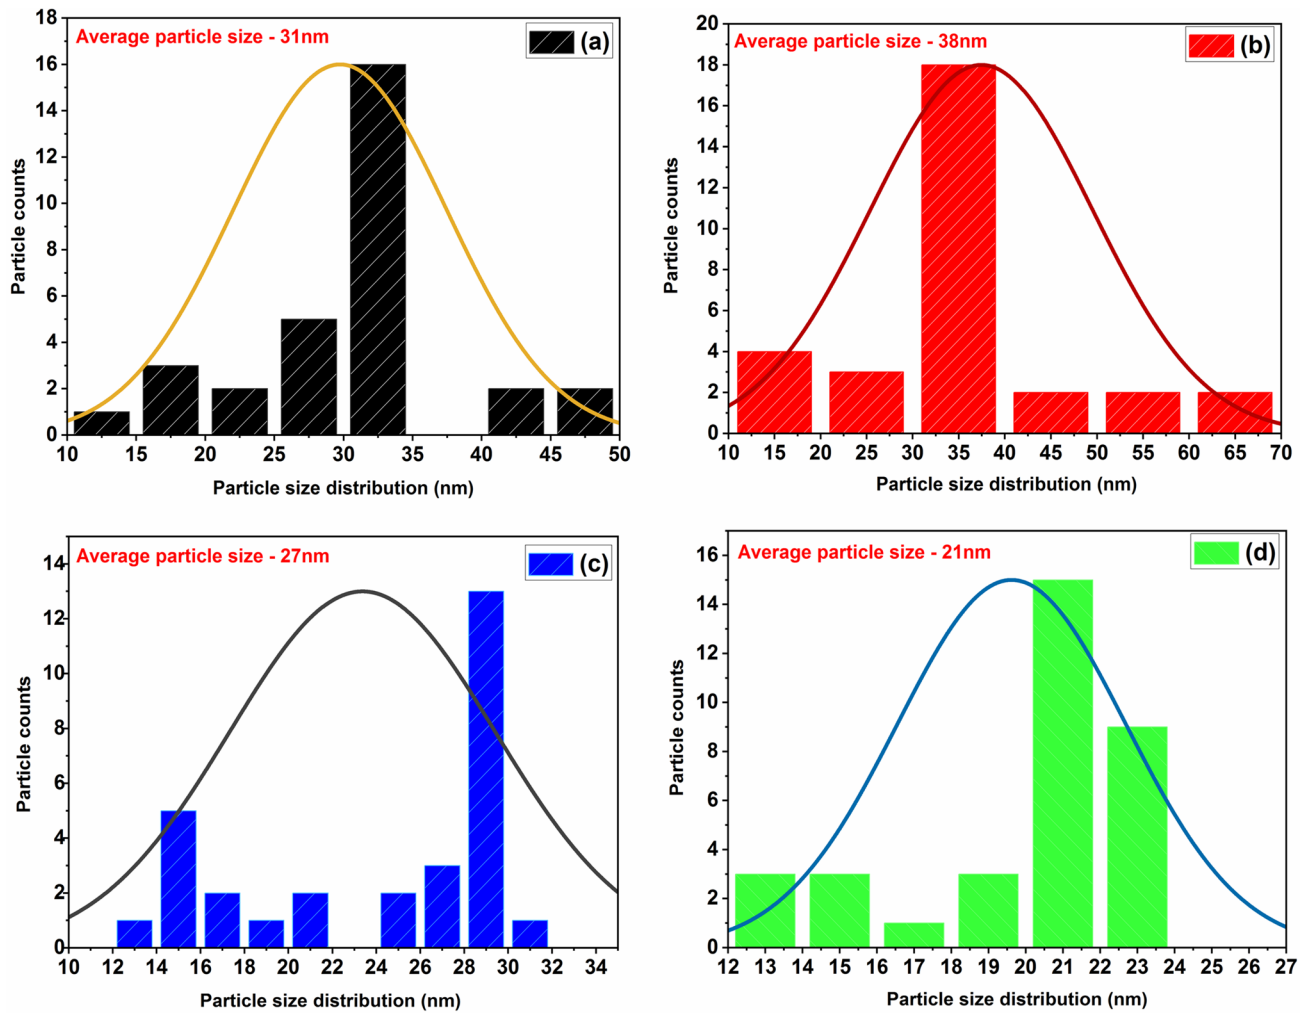 Average particle size - 31nm
(a)
18
16
14
12
10
8
6
4
2
0
Particle counts
10 15 20 25 30 35 40 45 50
Particle size distribution (nm)
Average particle size - 38nm
(b)
20
18
16
14
12
10
8
6
4
2
0
Particle counts
10 15 20 25 30 35 40 45 50 55 60 65 70
Particle size distribution (nm)
Average particle size - 27nm
(c)
14
12
10
8
6
4
2
0
Particle counts
10 12 14 16 18 20 22 24 26 28 30 32 34
Particle size distribution (nm)
Average particle size - 21nm
(d)
16
14
12
10
8
6
4
2
0
Particle counts
12 13 14 15 16 17 18 19 20 21 22 23 24 25 26 27
Particle size distribution (nm)